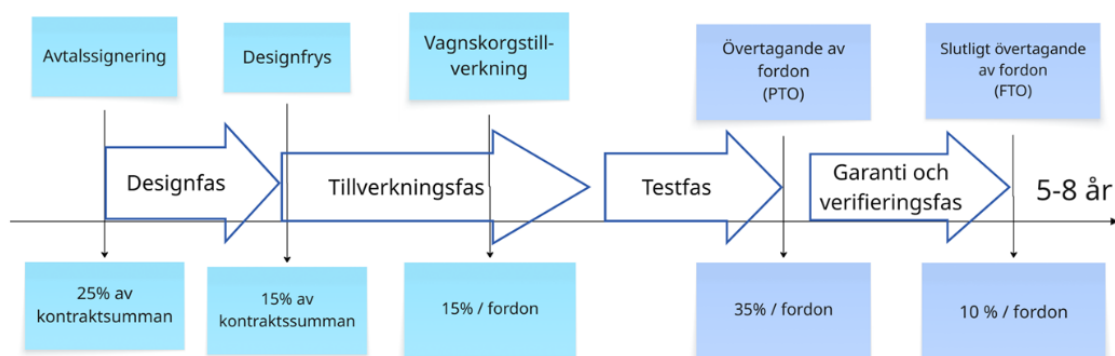 Avtalssignering
Designfrys
Vagnskorgstill-
verkning
Övertagande av
fordon
(PTO)
Slutligt övertagande
av fordon
(FTO)
Designfas
Tillverkningsfas
Testfas
Garanti och
verifieringsfas
5-8 år
25% av
kontraktsumman
15% av
kontraktssumman
15% / fordon
35% / fordon
10 % / fordon